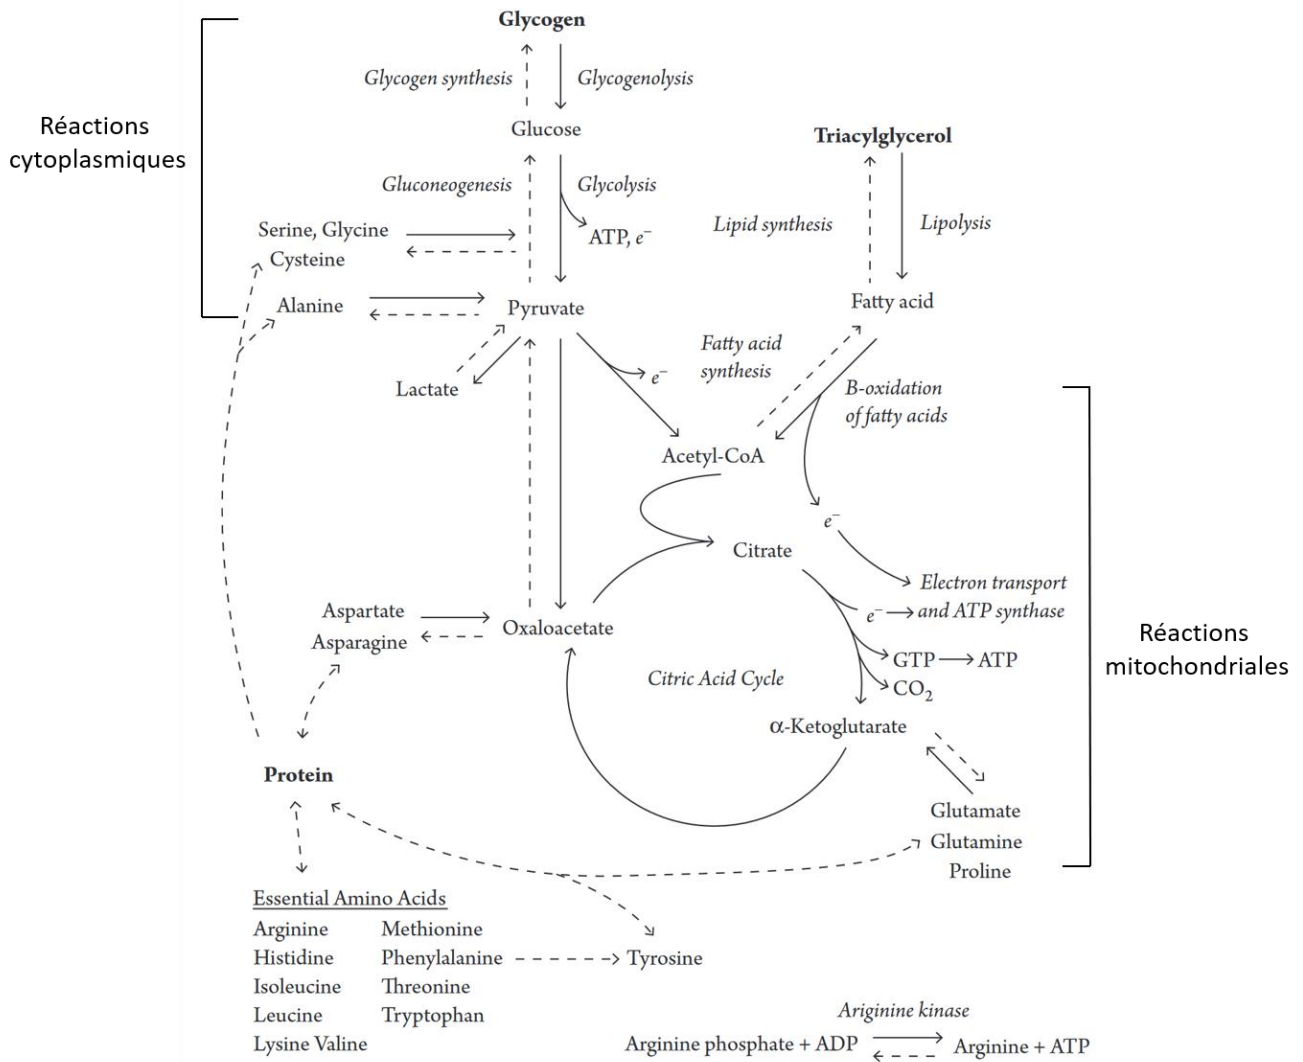 Glycogen
Glycogen synthesis
Glycogenolysis
Réactions
cytoplasmiques
Glucose
Triacylglycerol
Gluconeogenesis
Glycolysis
ATP, e⁻
Lipid synthesis
Lipolysis
Serine, Glycine
Cysteine
Alanine
Pyruvate
Fatty acid
Fatty acid
synthesis
e⁻
Lactate
B-oxidation
of fatty acids
Acetyl-CoA
e⁻
Citrate
Electron transport
and ATP synthase
e⁻
Aspartate
Asparagine
Oxaloacetate
Réactions
mitochondriales
GTP
ATP
CO₂
Citric Acid Cycle
α-Ketoglutarate
Protein
Glutamate
Glutamine
Proline
Essential Amino Acids
Arginine Methionine
Histidine Phenylalanine
Tyrosine
Isoleucine Threonine
Leucine Tryptophan
Lysine Valine
Ariginine kinase
Arginine phosphate + ADP
Arginine + ATP